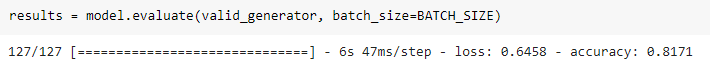 results = model.evaluate(valid_generator, batch_size=BATCH_SIZE)
127/127 [==============================] - 6s 47ms/step - loss: 0.6458 - accuracy: 0.8171